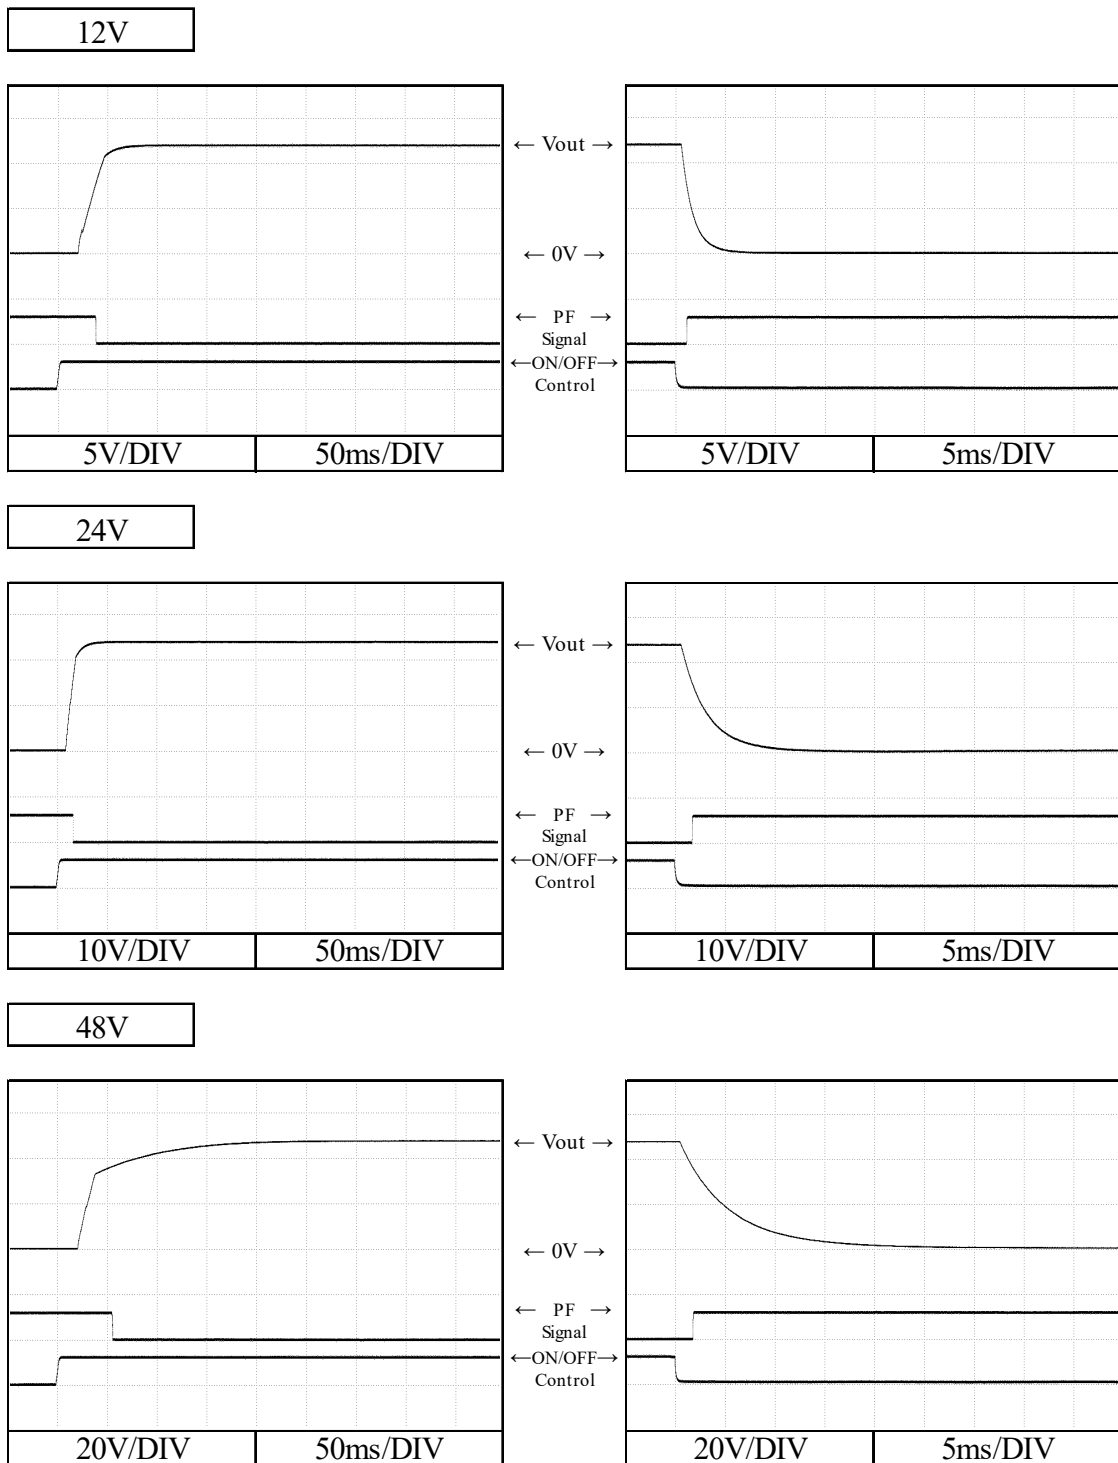 12V
← Vout →
← 0V →
← PF →
Signal
←ON/OFF→
Control
5V/DIV 50ms/DIV 5V/DIV 5ms/DIV
24V
← Vout →
← 0V →
← PF →
Signal
←ON/OFF→
Control
10V/DIV 50ms/DIV 10V/DIV 5ms/DIV
48V
← Vout →
← 0V →
← PF →
Signal
←ON/OFF→
Control
20V/DIV 50ms/DIV 20V/DIV 5ms/DIV